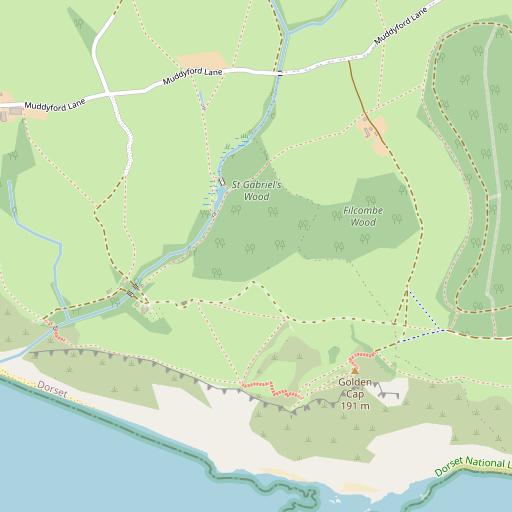 Muddyford Lane
Muddyford Lane
Muddyford Lane
St Gabriel's
Wood
Filcombe
Wood
Golden
Cap
191 m
Dorset
Dorset National L